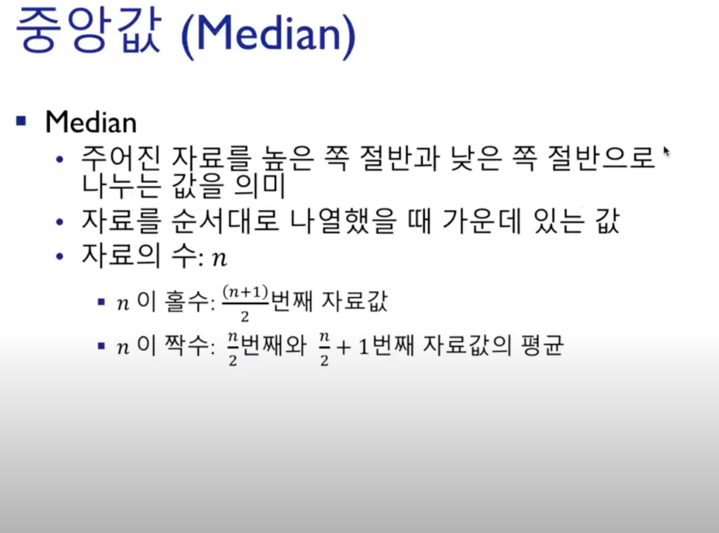 중앙값 (Median)
▪ Median
• 주어진 자료를 높은 쪽 절반과 낮은 쪽 절반으로
나누는 값을 의미
• 자료를 순서대로 나열했을 때 가운데 있는 값
• 자료의 수: n
▪ n 이 홀수: (n+1)/2 번째 자료값
▪ n 이 짝수: n/2 번째와 n/2 + 1번째 자료값의 평균